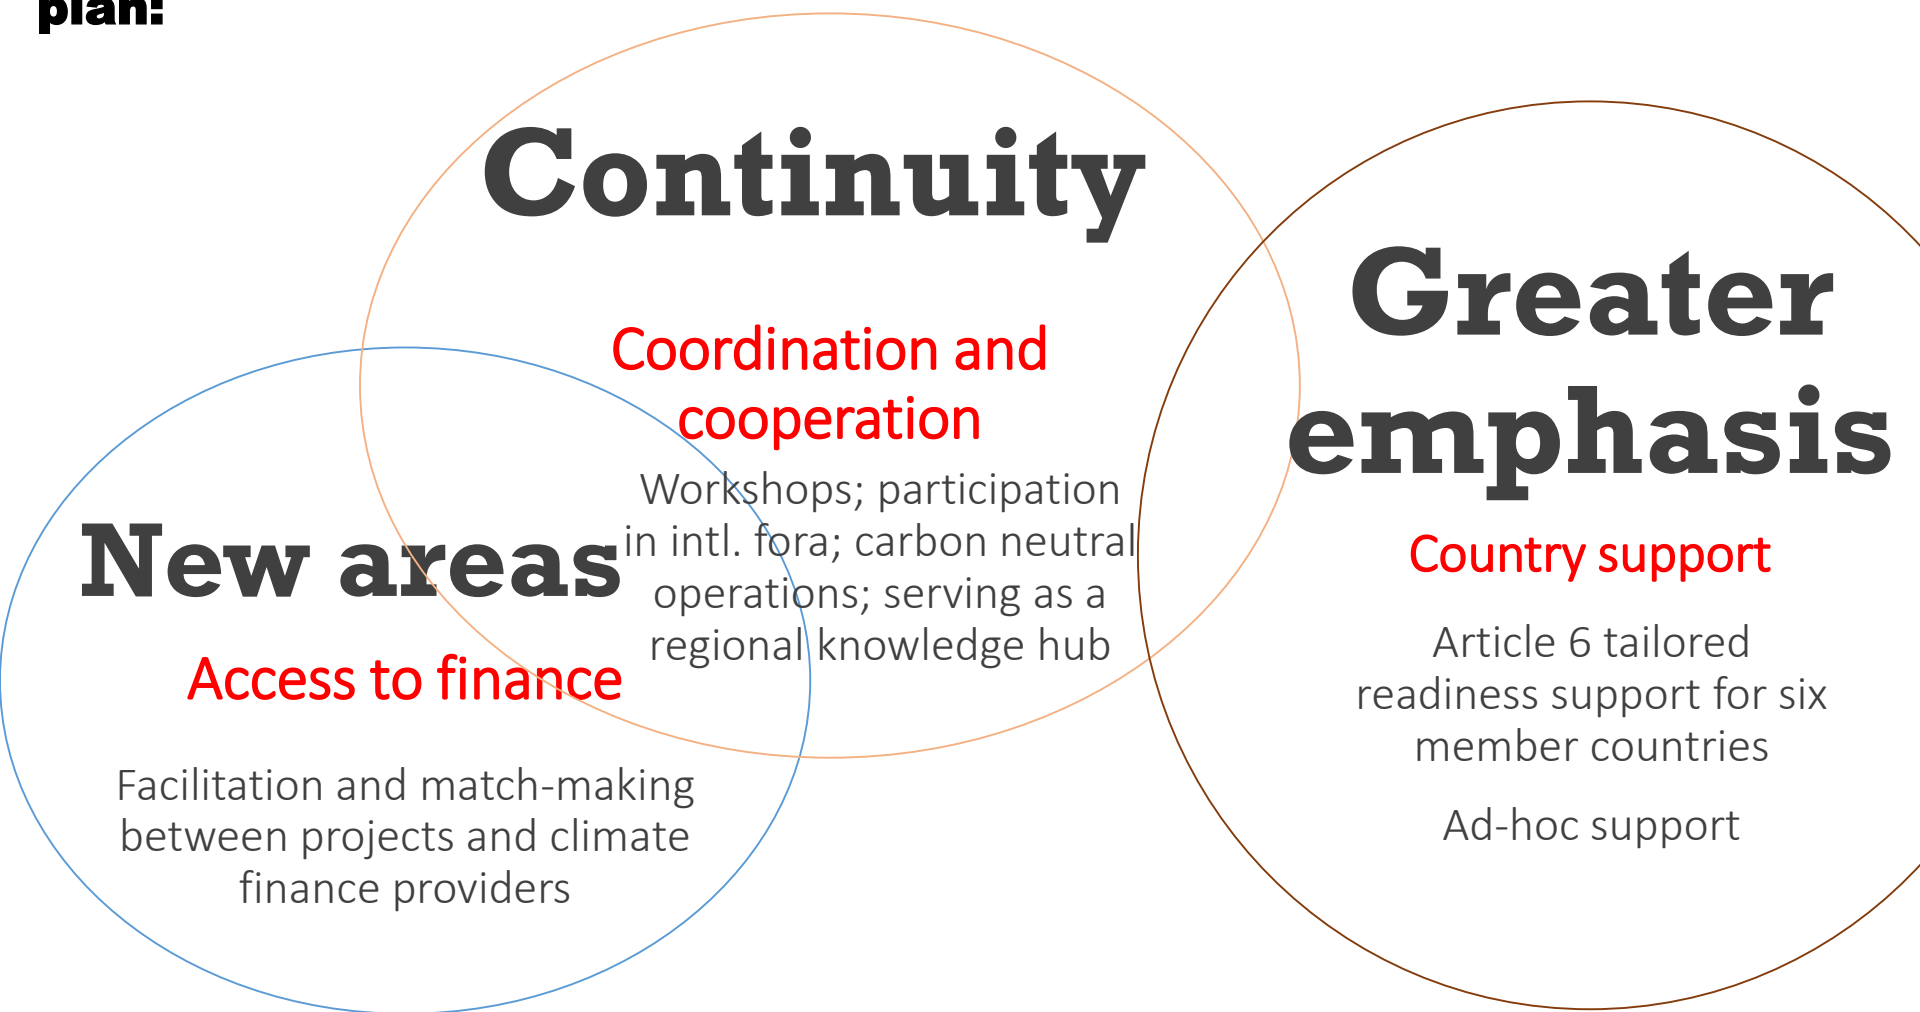 plan:
Continuity
Coordination and
cooperation
Workshops; participation
in intl. fora; carbon neutral
operations; serving as a
regional knowledge hub
Greater
emphasis
Country support
Article 6 tailored
readiness support for six
member countries
Ad-hoc support
New areas
Access to finance
Facilitation and match-making
between projects and climate
finance providers